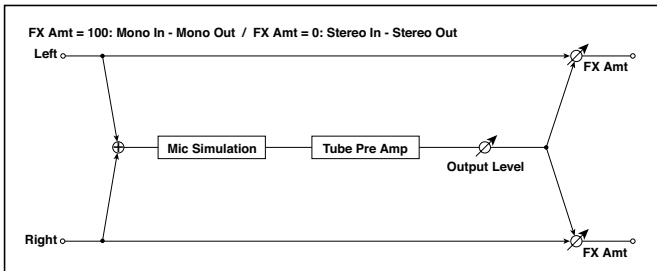 FX Amt = 100: Mono In - Mono Out / FX Amt = 0: Stereo In - Stereo Out
Left
FX Amt
Mic Simulation
Tube Pre Amp
Output Level
Right
FX Amt